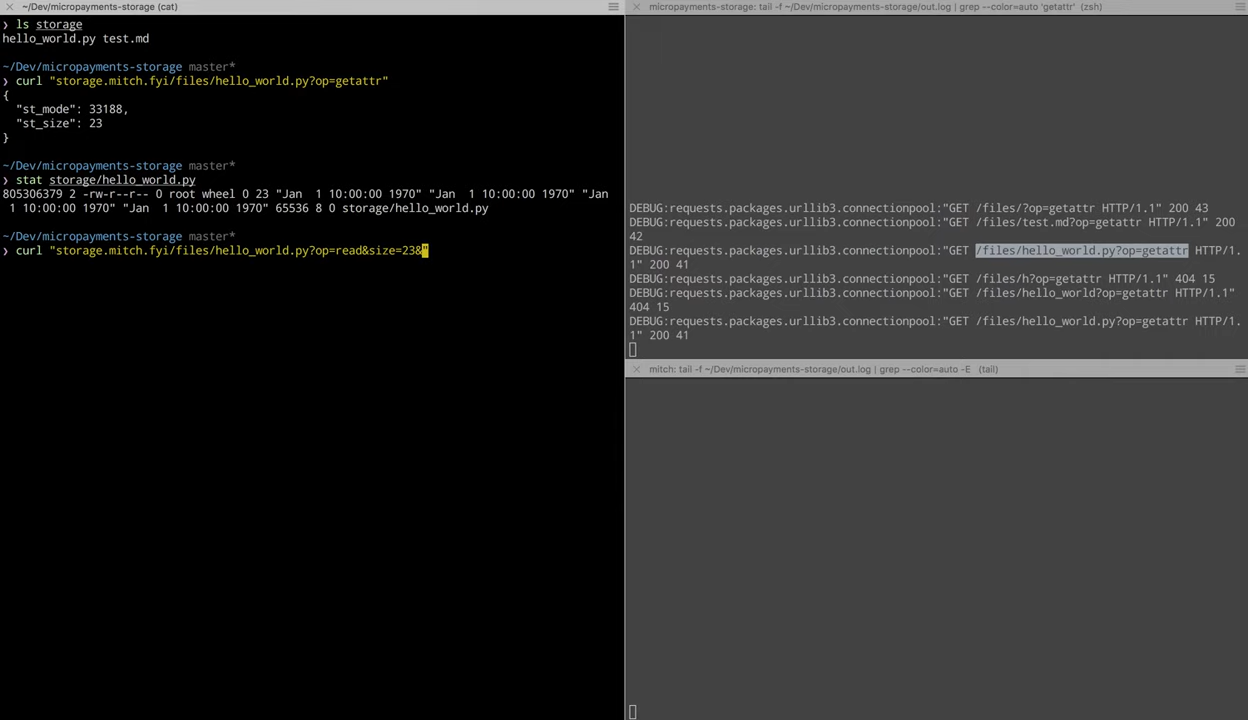 ~/Dev/micropayments-storage (cat)
❯ ls storage
hello_world.py test.md
~/Dev/micropayments-storage master*
❯ curl "storage.mitch.fyi/files/hello_world.py?op=getattr"
{
  "st_mode": 33188,
  "st_size": 23
}
~/Dev/micropayments-storage master*
❯ stat storage/hello_world.py
805306379 2 -rw-r--r-- 0 root wheel 0 23 "Jan  1 10:00:00 1970" "Jan  1 10:00:00 1970" "Jan
 1 10:00:00 1970" "Jan  1 10:00:00 1970" 65536 8 0 storage/hello_world.py
~/Dev/micropayments-storage master*
❯ curl "storage.mitch.fyi/files/hello_world.py?op=read&size=23&"
micropayments-storage: tail -f ~/Dev/micropayments-storage/out.log | grep --color=auto 'getattr' (zsh)
DEBUG:requests.packages.urllib3.connectionpool:"GET /files/?op=getattr HTTP/1.1" 200 43
DEBUG:requests.packages.urllib3.connectionpool:"GET /files/test.md?op=getattr HTTP/1.1" 200
42
DEBUG:requests.packages.urllib3.connectionpool:"GET /files/hello_world.py?op=getattr HTTP/1.
1" 200 41
DEBUG:requests.packages.urllib3.connectionpool:"GET /files/h?op=getattr HTTP/1.1" 404 15
DEBUG:requests.packages.urllib3.connectionpool:"GET /files/hello_world?op=getattr HTTP/1.1"
404 15
DEBUG:requests.packages.urllib3.connectionpool:"GET /files/hello_world.py?op=getattr HTTP/1.
1" 200 41
mitch: tail -f ~/Dev/micropayments-storage/out.log | grep --color=auto -E  (tail)